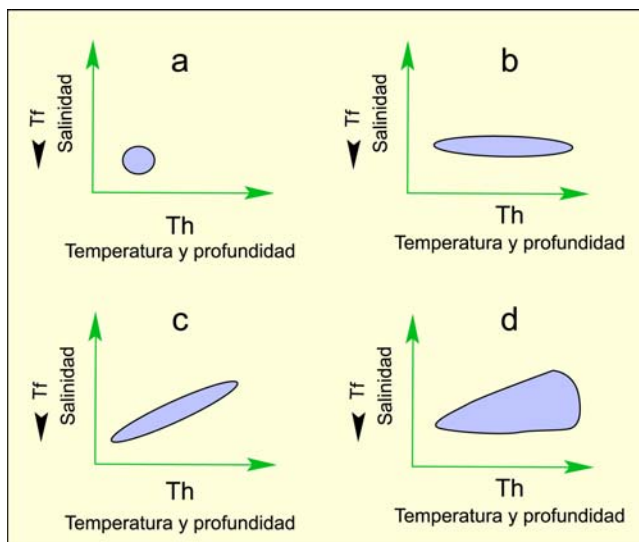 a
Tf
Salinidad
Th
Temperatura y profundidad
b
Tf
Salinidad
Th
Temperatura y profundidad
c
Tf
Salinidad
Th
Temperatura y profundidad
d
Tf
Salinidad
Th
Temperatura y profundidad